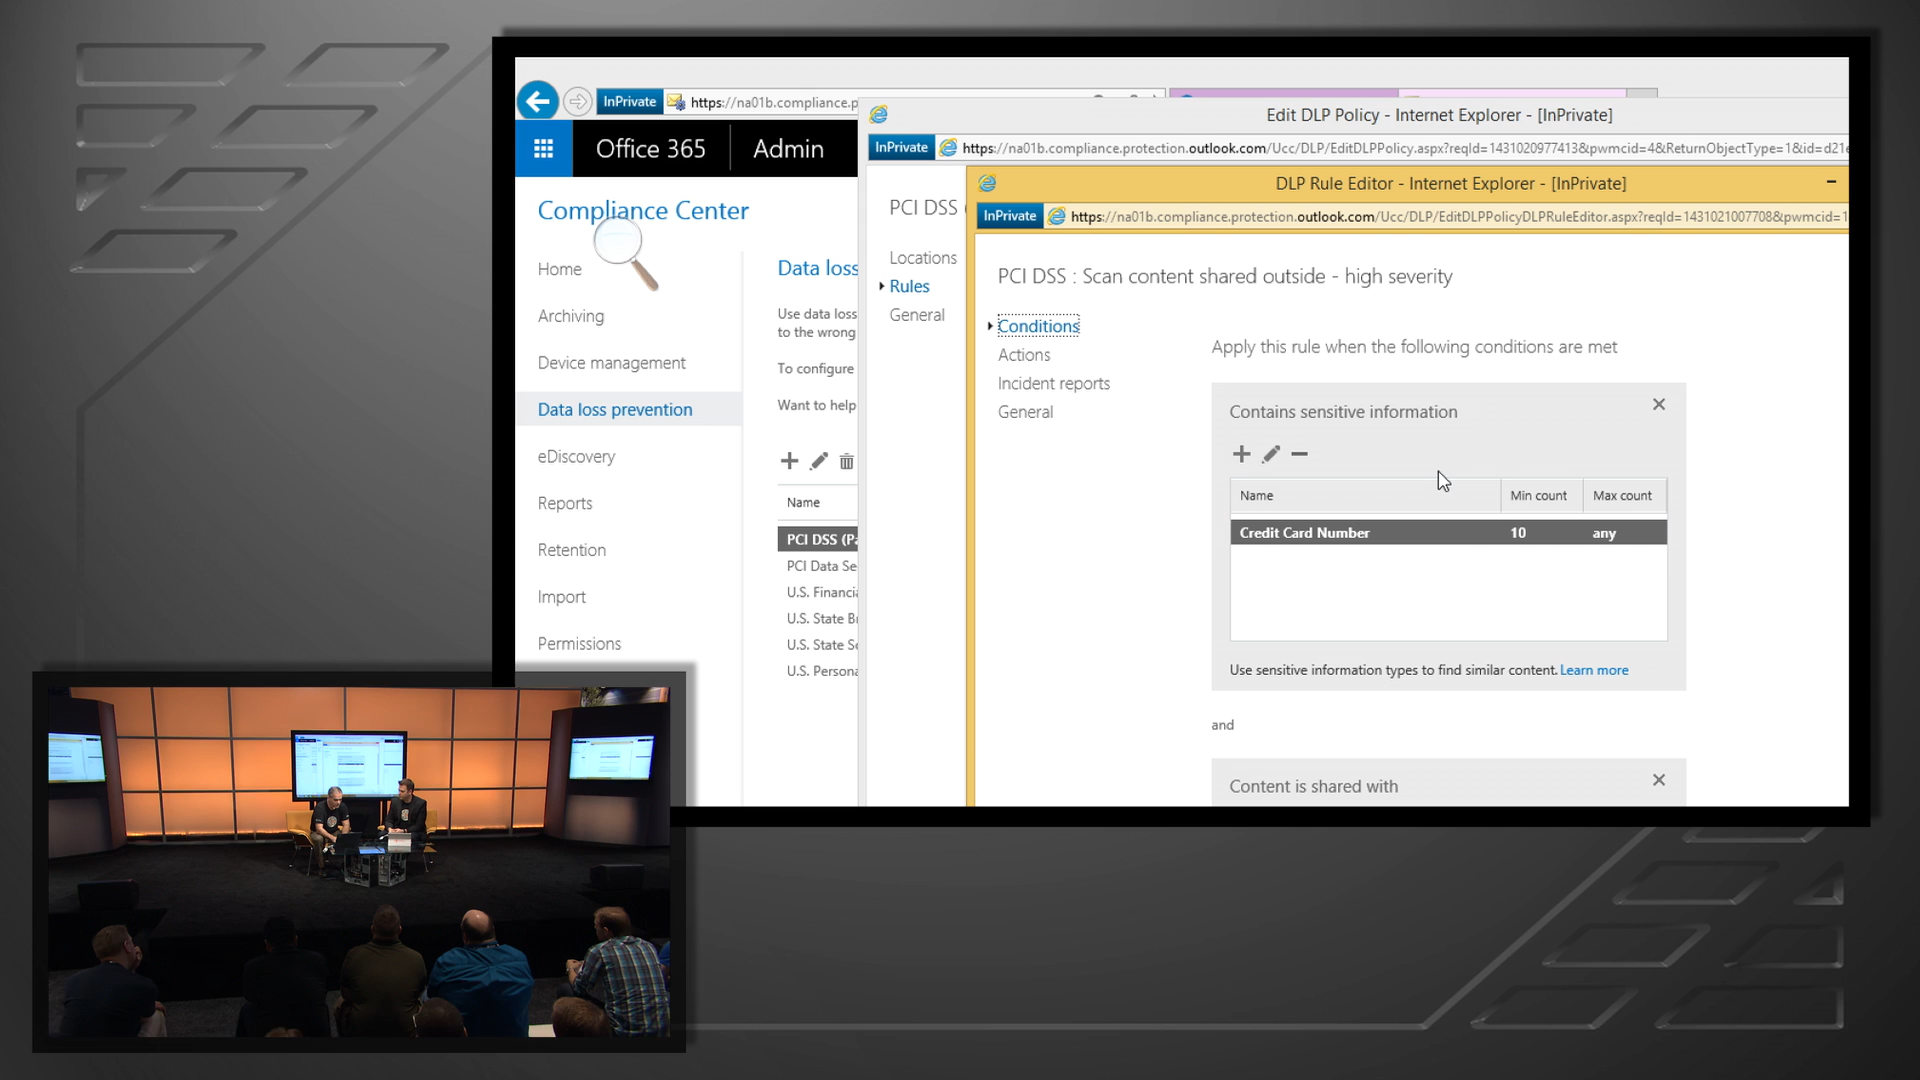 InPrivate
https://na01b.compliance.p
Office 365
Admin
Compliance Center
Home
Archiving
Device management
Data loss prevention
eDiscovery
Reports
Retention
Import
Permissions
Data loss
Use data loss
to the wrong
To configure
Want to help
Name
PCI DSS (Pa
PCI Data Se
U.S. Financia
U.S. State Br
U.S. State So
U.S. Persona
Edit DLP Policy - Internet Explorer - [InPrivate]
InPrivate
https://na01b.compliance.protection.outlook.com/Ucc/DLP/EditDLPPolicy.aspx?reqId=1431020977413&pwmcid=4&ReturnObjectType=1&id=d21e
PCI DSS (
Locations
Rules
General
DLP Rule Editor - Internet Explorer - [InPrivate]
InPrivate
https://na01b.compliance.protection.outlook.com/Ucc/DLP/EditDLPPolicyDLPRuleEditor.aspx?reqId=1431021007708&pwmcid=1
PCI DSS : Scan content shared outside - high severity
Conditions
Actions
Incident reports
General
Apply this rule when the following conditions are met
Contains sensitive information
Name Min count Max count
Credit Card Number 10 any
Use sensitive information types to find similar content. Learn more
and
Content is shared with